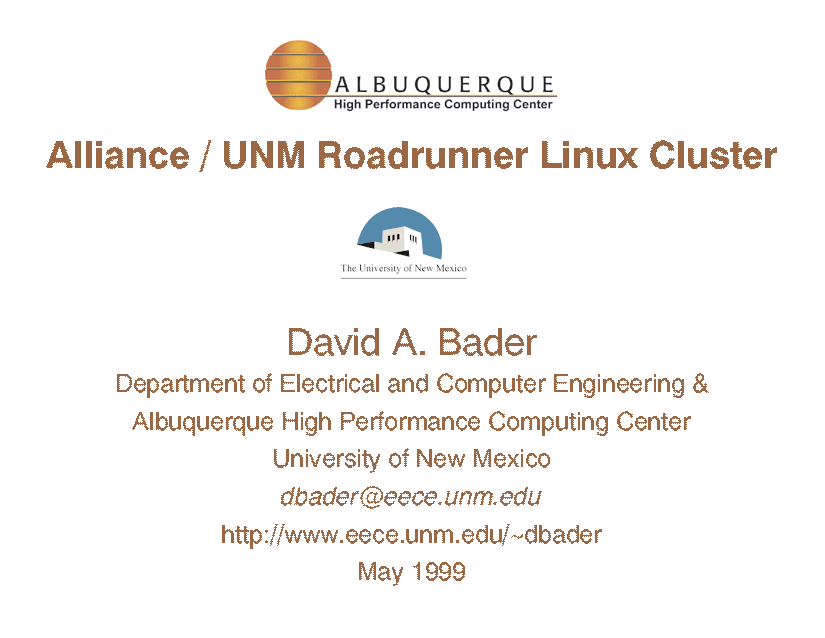 ALBUQUERQUE
High Performance Computing Center
Alliance / UNM Roadrunner Linux Cluster
The University of New Mexico
David A. Bader
Department of Electrical and Computer Engineering &
Albuquerque High Performance Computing Center
University of New Mexico
dbader@eece.unm.edu
http://www.eece.unm.edu/~dbader
May 1999